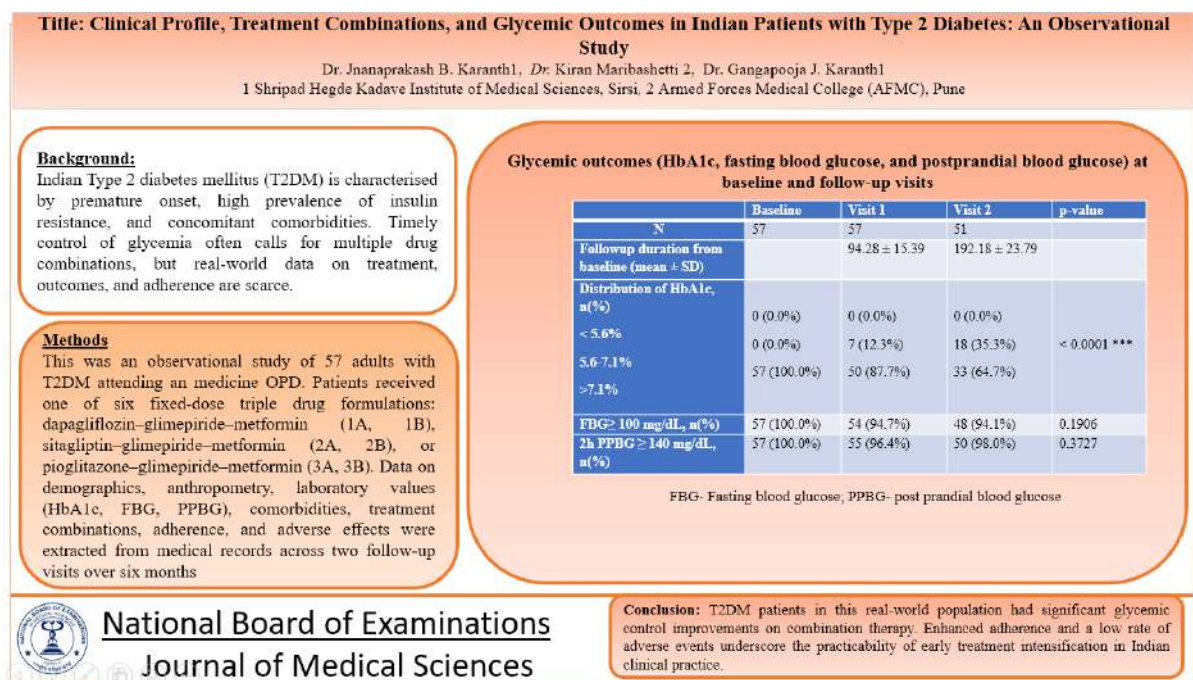 Title: Clinical Profile, Treatment Combinations, and Glycemic Outcomes in Indian Patients with Type 2 Diabetes: An Observational
Study
Dr. Jnanaprakash B. Karanth1, Dr. Kiran Maribashetti 2, Dr. Gangapooja J. Karanth1
1 Shripad Hegde Kadave Institute of Medical Sciences, Sirsi, 2 Armed Forces Medical College (AFMC), Pune
Background:
Indian Type 2 diabetes mellitus (T2DM) is characterised
by premature onset, high prevalence of insulin
resistance, and concomitant comorbidities. Timely
control of glycemia often calls for multiple drug
combinations, but real-world data on treatment,
outcomes, and adherence are scarce.
Methods
This was an observational study of 57 adults with
T2DM attending an medicine OPD. Patients received
one of six fixed-dose triple drug formulations:
dapagliflozin–glimepiride–metformin (1A, 1B),
sitagliptin–glimepiride–metformin (2A, 2B), or
pioglitazone–glimepiride–metformin (3A, 3B). Data on
demographics, anthropometry, laboratory values
(HbA1c, FBG, PPBG), comorbidities, treatment
combinations, adherence, and adverse effects were
extracted from medical records across two follow-up
visits over six months
Glycemic outcomes (HbA1c, fasting blood glucose, and postprandial blood glucose) at
baseline and follow-up visits
Baseline Visit 1 Visit 2 p-value
N 57 57 51
Followup duration from
baseline (mean ± SD) 94.28 ± 15.39 192.18 ± 23.79
Distribution of HbA1c,
n(%)
< 5.6% 0 (0.0%) 0 (0.0%) 0 (0.0%)
5.6-7.1% 0 (0.0%) 7 (12.3%) 18 (35.3%) < 0.0001 ***
>7.1% 57 (100.0%) 50 (87.7%) 33 (64.7%)
FBG≥ 100 mg/dL, n(%) 57 (100.0%) 54 (94.7%) 48 (94.1%) 0.1906
2h PPBG ≥ 140 mg/dL, 57 (100.0%) 55 (96.4%) 50 (98.0%) 0.3727
n(%)
FBG- Fasting blood glucose; PPBG- post prandial blood glucose
National Board of Examinations
Journal of Medical Sciences
Conclusion: T2DM patients in this real-world population had significant glycemic
control improvements on combination therapy. Enhanced adherence and a low rate of
adverse events underscore the practicability of early treatment intensification in Indian
clinical practice.